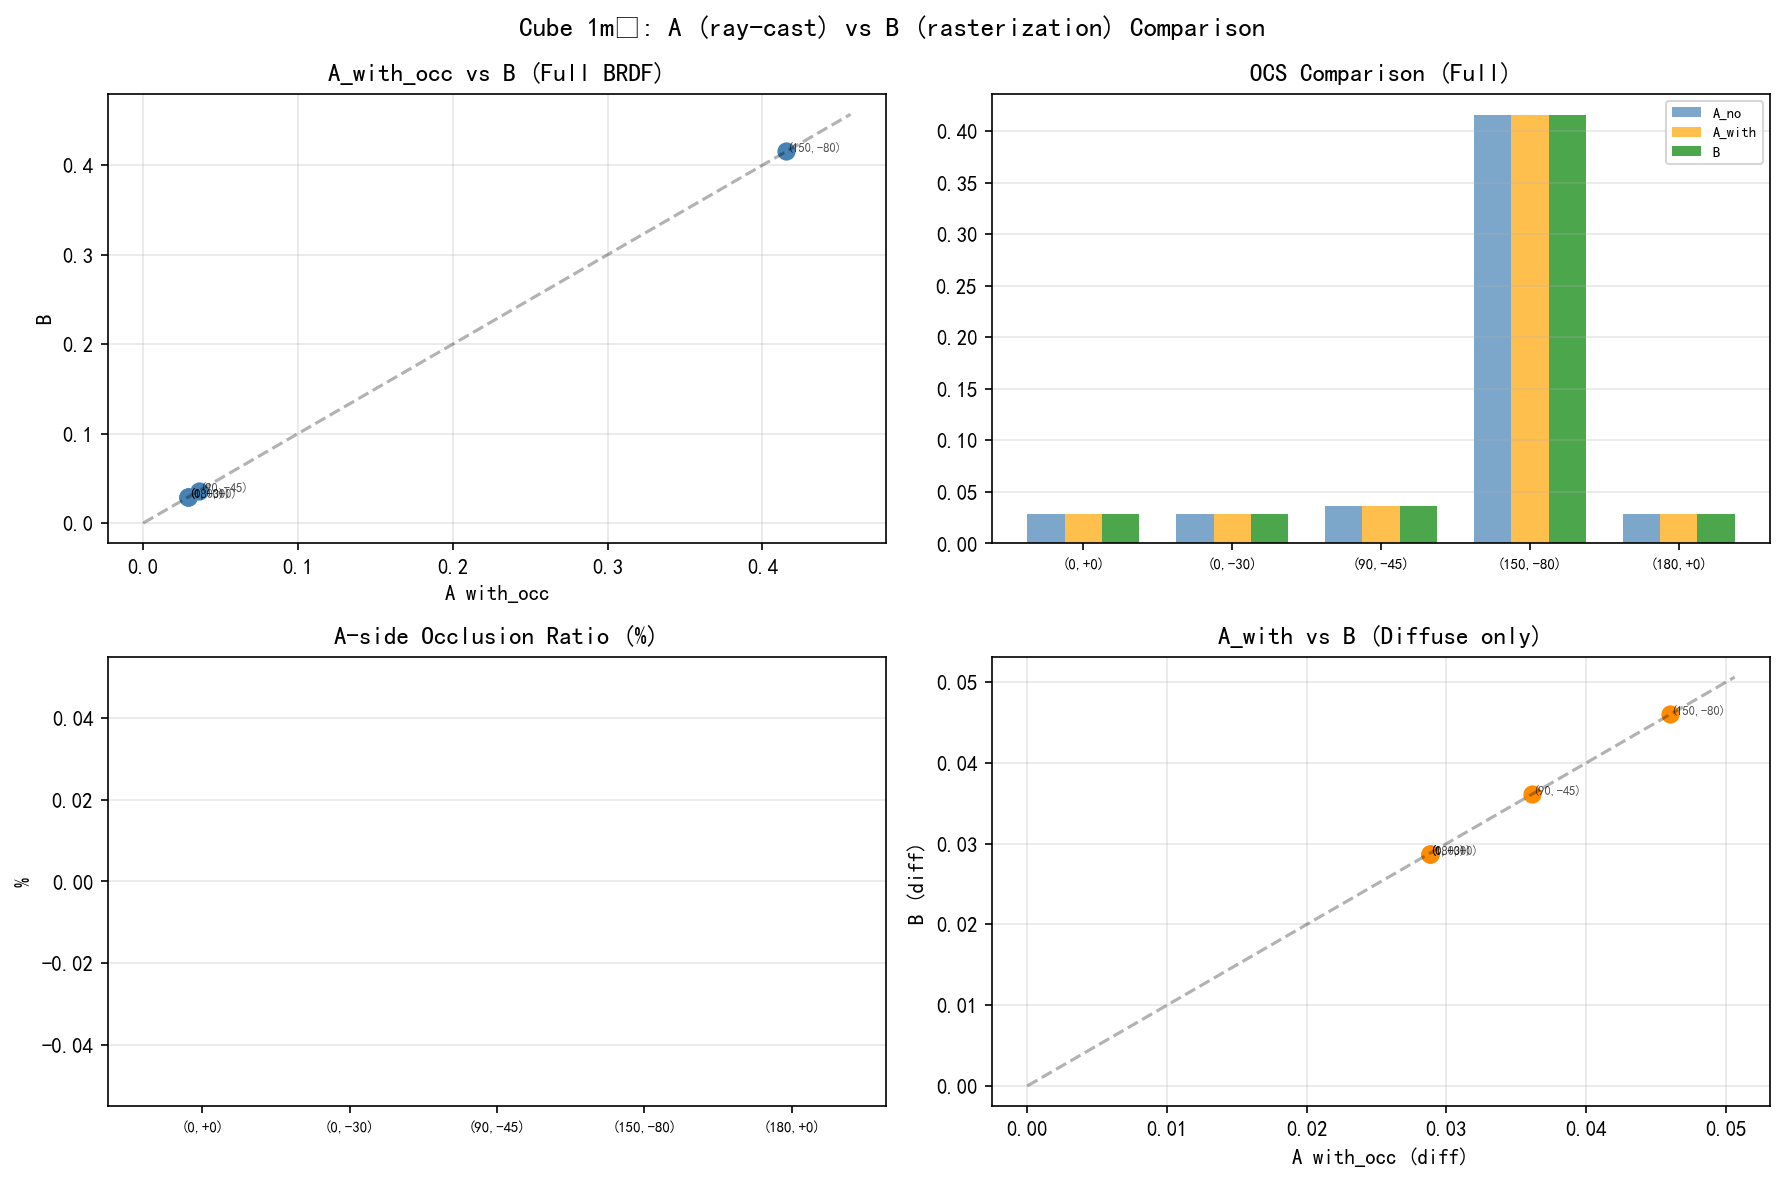 Cube 1m□: A (ray-cast) vs B (rasterization) Comparison
A_with_occ vs B (Full BRDF)
B
0.4
0.3
0.2
0.1
0.0
0.0 0.1 0.2 0.3 0.4
A with_occ
(150,-80)
(90,-45)
OCS Comparison (Full)
A_no
A_with
B
0.40
0.35
0.30
0.25
0.20
0.15
0.10
0.05
0.00
(0,+0) (0,-30) (90,-45) (150,-80) (180,+0)
A-side Occlusion Ratio (%)
%
0.04
0.02
0.00
-0.02
-0.04
(0,+0) (0,-30) (90,-45) (150,-80) (180,+0)
A_with vs B (Diffuse only)
B (diff)
0.05
0.04
0.03
0.02
0.01
0.00
0.00 0.01 0.02 0.03 0.04 0.05
A with_occ (diff)
(150,-80)
(90,-45)